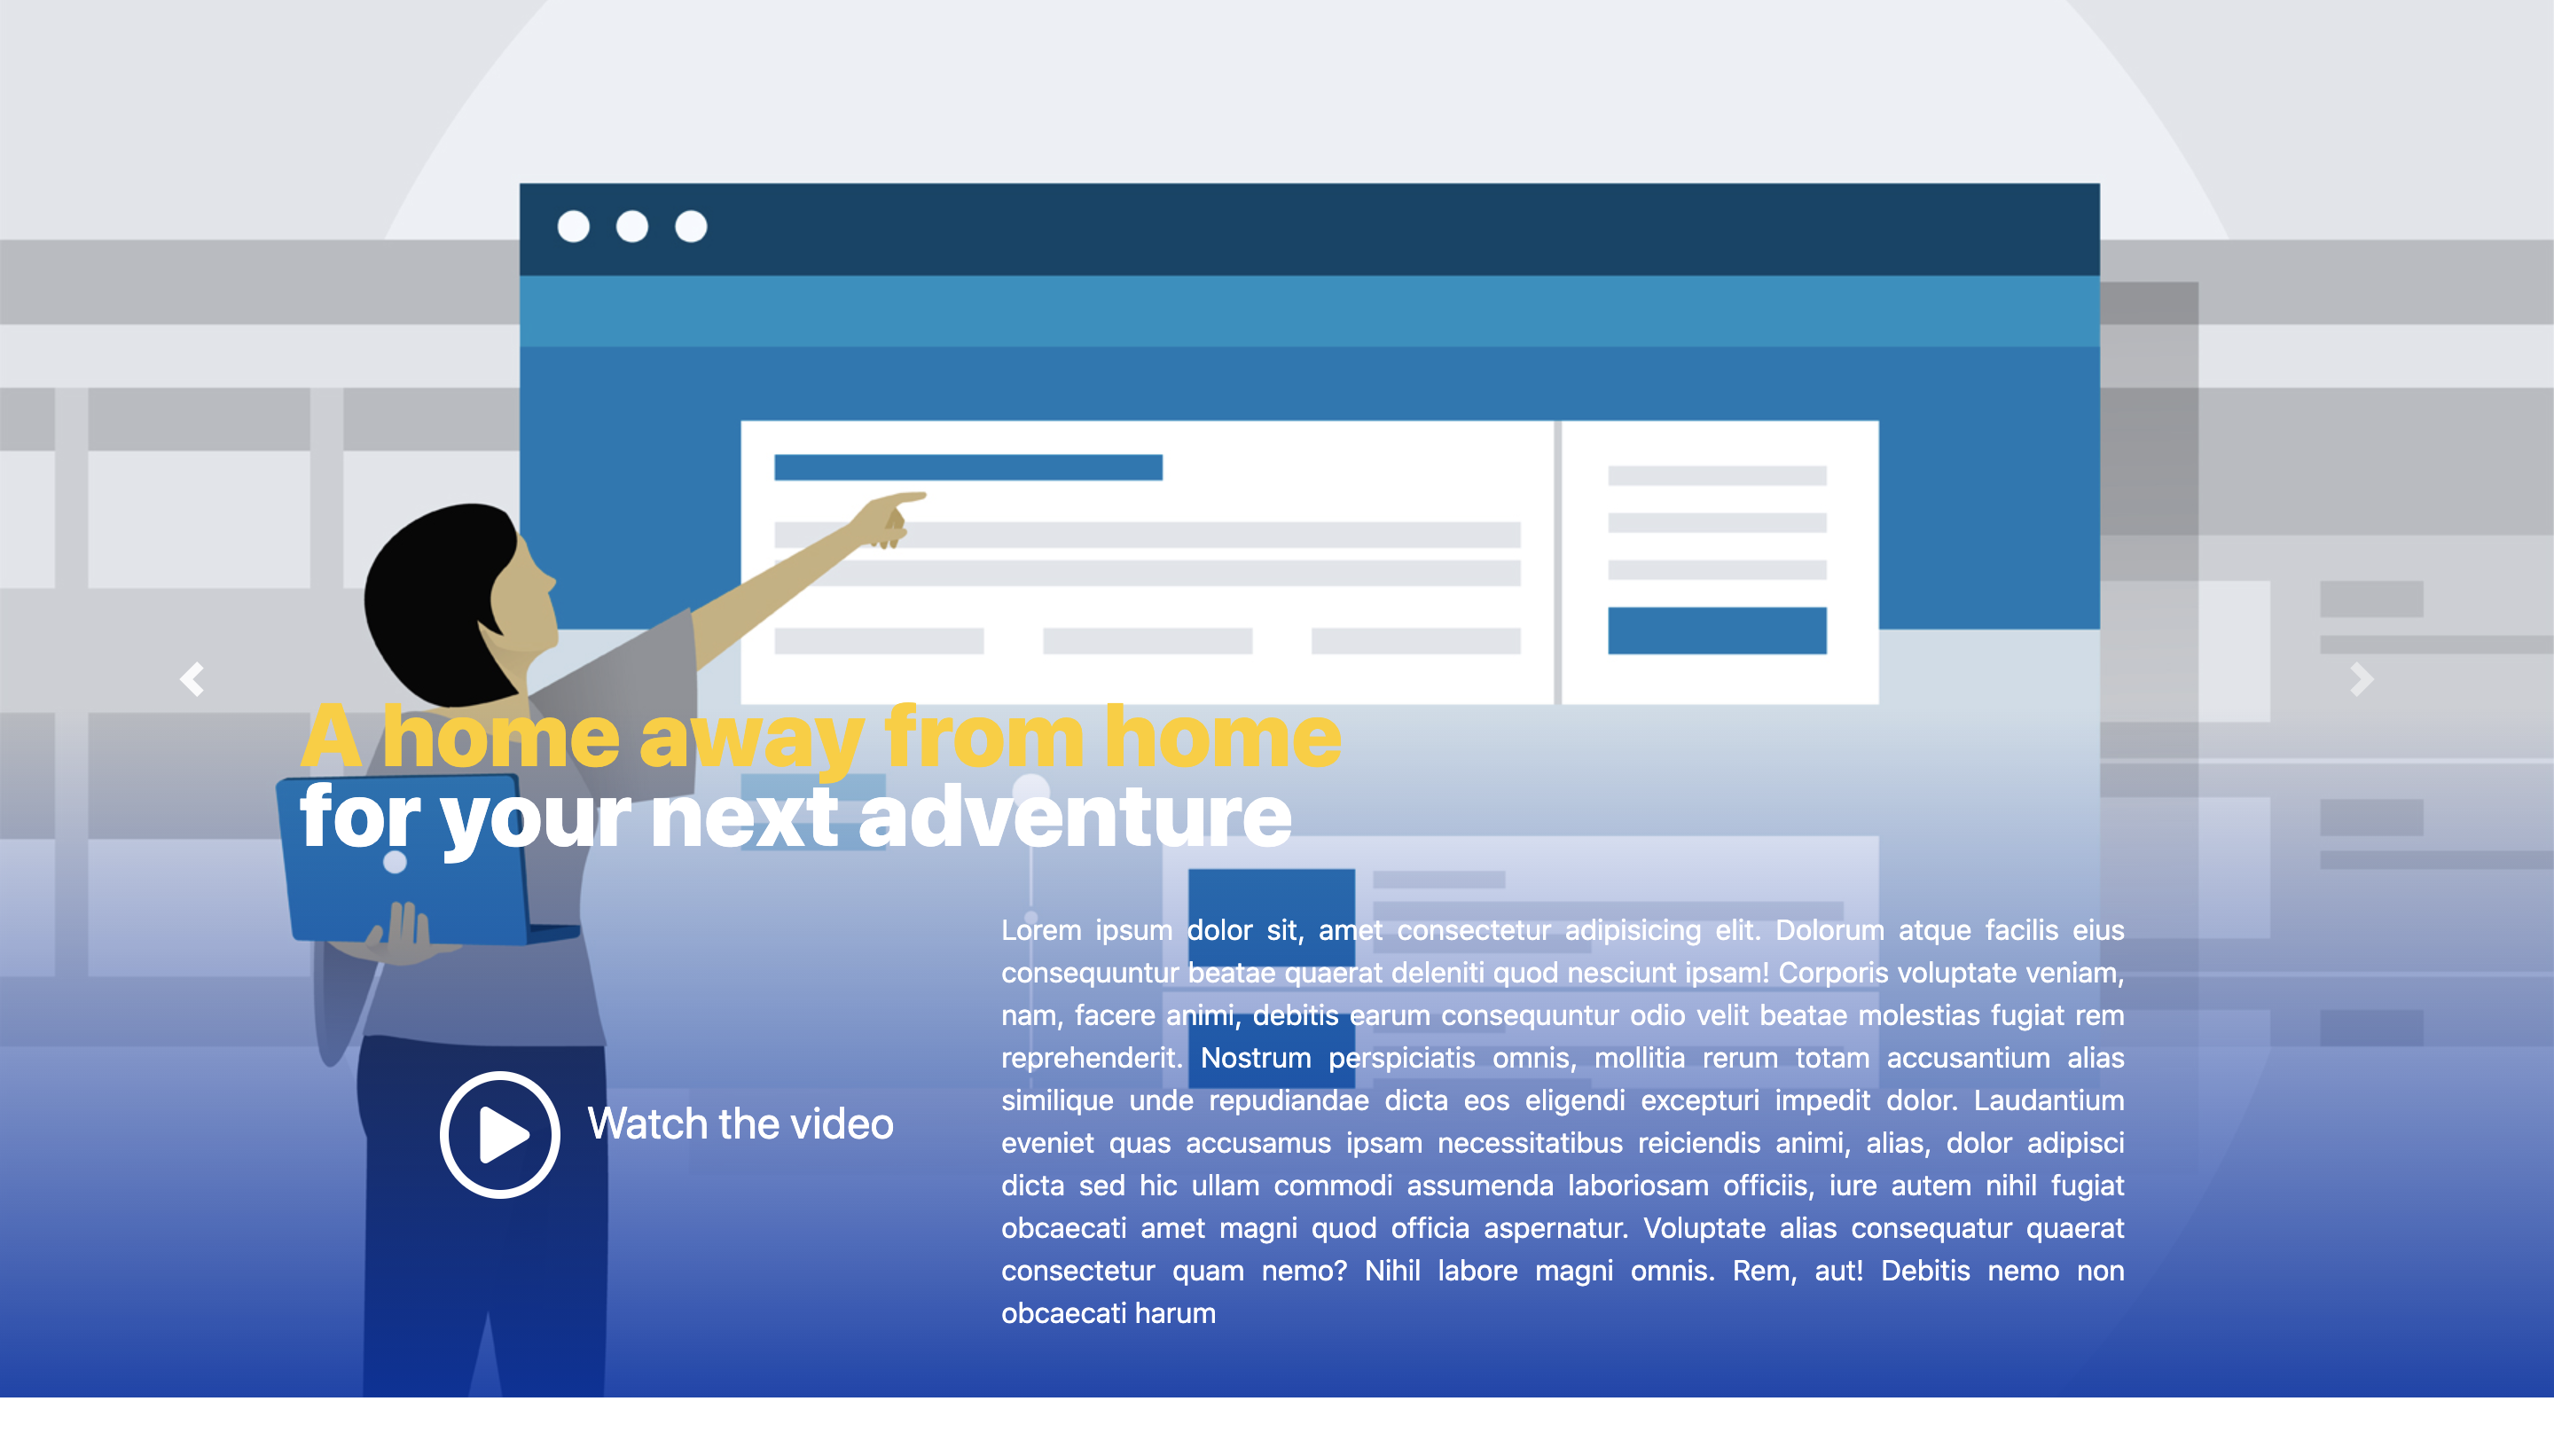 A home away from home
for your next adventure
Lorem ipsum dolor sit, amet consectetur adipisicing elit. Dolorum atque facilis eius
consequuntur beatae quaerat deleniti quod nesciunt ipsam! Corporis voluptate veniam,
nam, facere animi, debitis earum consequuntur odio velit beatae molestias fugiat rem
reprehenderit. Nostrum perspiciatis omnis, mollitia rerum totam accusantium alias
similique unde repudiandae dicta eos eligendi excepturi impedit dolor. Laudantium
eveniet quas accusamus ipsam necessitatibus reiciendis animi, alias, dolor adipisci
dicta sed hic ullam commodi assumenda laboriosam officiis, iure autem nihil fugiat
obcaecati amet magni quod officia aspernatur. Voluptate alias consequatur quaerat
consectetur quam nemo? Nihil labore magni omnis. Rem, aut! Debitis nemo non
obcaecati harum
Watch the video